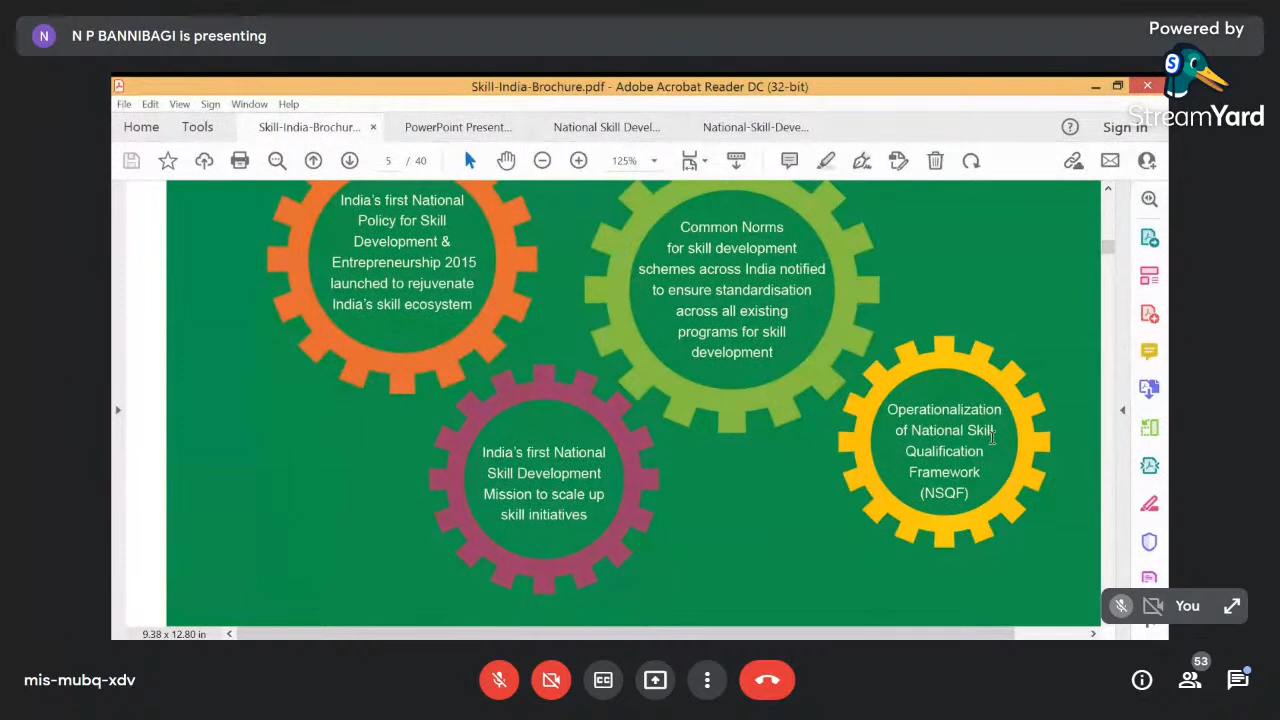 N
N P BANNIBAGI is presenting
Powered by
S
StreamYard
Skill-India-Brochure.pdf - Adobe Acrobat Reader DC (32-bit)
File Edit View Sign Window Help
Home Tools Skill-India-Brochur... × PowerPoint Present... National Skill Devel... National-Skill-Deve... Sign In
5 / 40 125%
India's first National
Policy for Skill
Development &
Entrepreneurship 2015
launched to rejuvenate
India's skill ecosystem
Common Norms
for skill development
schemes across India notified
to ensure standardisation
across all existing
programs for skill
development
India's first National
Skill Development
Mission to scale up
skill initiatives
Operationalization
of National Skill
Qualification
Framework
(NSQF)
You
9.38 x 12.80 in
mis-mubq-xdv
CC
53